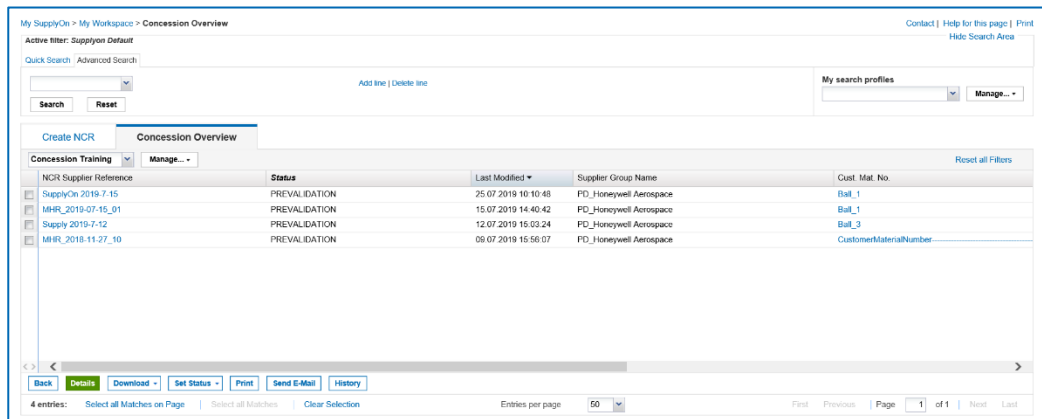 My SupplyOn > My Workspace > Concession Overview
Contact | Help for this page | Print
Active filter: Supplyon Default
Hide Search Area
Quick Search Advanced Search
Add line | Delete line
My search profiles
Manage...
Search Reset
Create NCR Concession Overview
Concession Training Manage... Reset all Filters
NCR Supplier Reference Status Last Modified Supplier Group Name Cust. Mat. No.
SupplyOn 2019-7-15 PREVALIDATION 25.07.2019 10:10:48 PD_Honeywell Aerospace Ball_1
MHR_2019-07-15_01 PREVALIDATION 15.07.2019 14:40:42 PD_Honeywell Aerospace Ball_1
Supply 2019-7-12 PREVALIDATION 12.07.2019 15:03:24 PD_Honeywell Aerospace Ball_3
MHR_2018-11-27_10 PREVALIDATION 09.07.2019 15:56:07 PD_Honeywell Aerospace CustomerMaterialNumber
Back Details Download Set Status Print Send E-Mail History
4 entries: Select all Matches on Page | Select all Matches | Clear Selection Entries per page 50 First Previous | Page 1 of 1 | Next Last